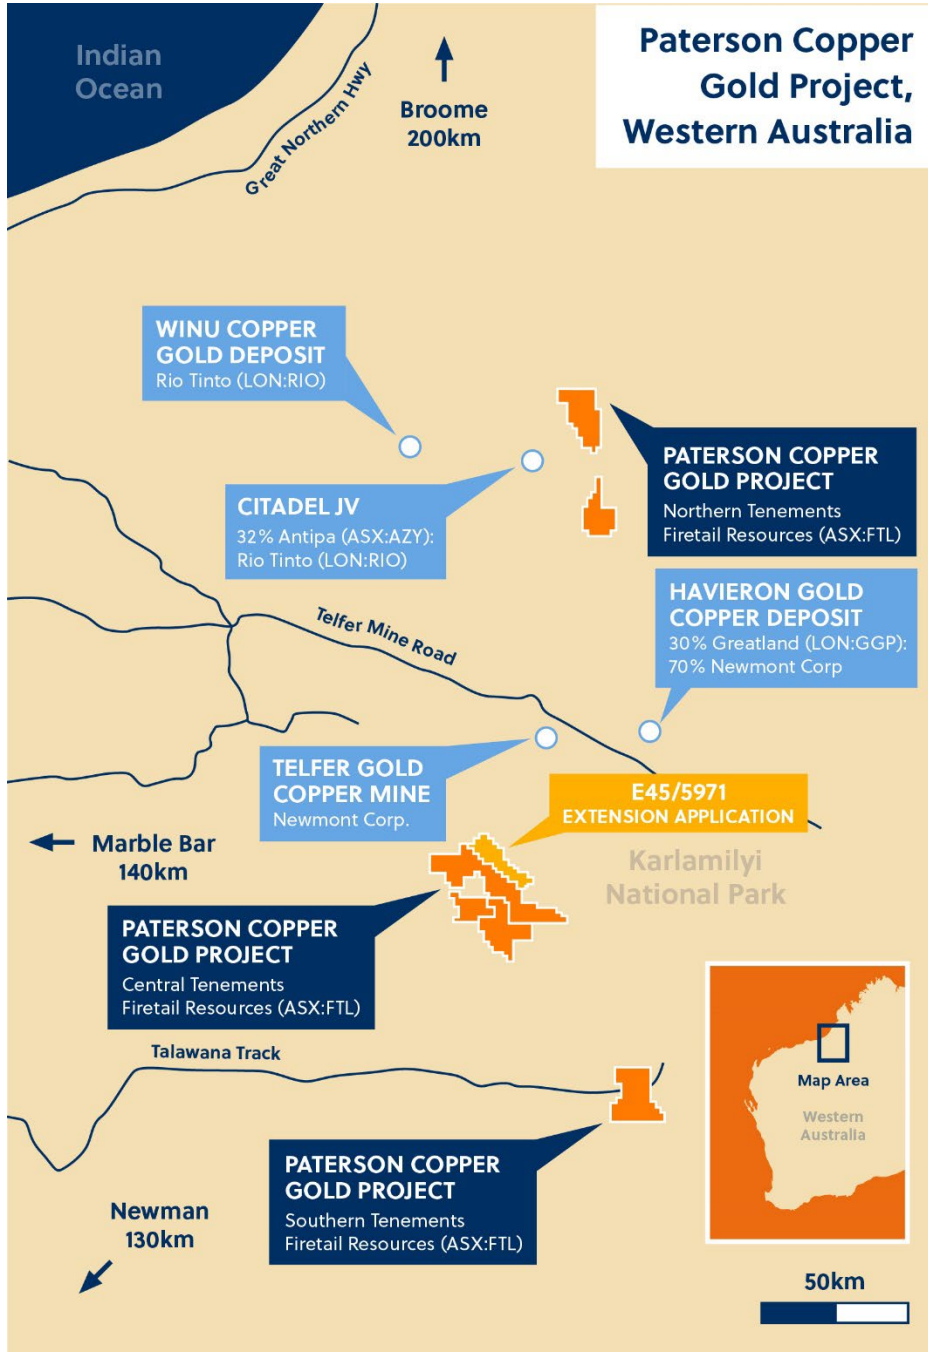 Paterson Copper
Gold Project,
Western Australia
Indian
Ocean
Great Northern Hwy
Broome
200km
WINU COPPER
GOLD DEPOSIT
Rio Tinto (LON:RIO)
CITADEL JV
32% Antipa (ASX:AZY):
Rio Tinto (LON:RIO)
PATERSON COPPER
GOLD PROJECT
Northern Tenements
Firetail Resources (ASX:FTL)
HAVIERON GOLD
COPPER DEPOSIT
30% Greatland (LON:GGP):
70% Newmont Corp
Telfer Mine Road
TELFER GOLD
COPPER MINE
Newmont Corp.
E45/5971
EXTENSION APPLICATION
Marble Bar
140km
Karlamilyi
National Park
PATERSON COPPER
GOLD PROJECT
Central Tenements
Firetail Resources (ASX:FTL)
Talawana Track
Map Area
Western
Australia
PATERSON COPPER
GOLD PROJECT
Southern Tenements
Firetail Resources (ASX:FTL)
Newman
130km
50km